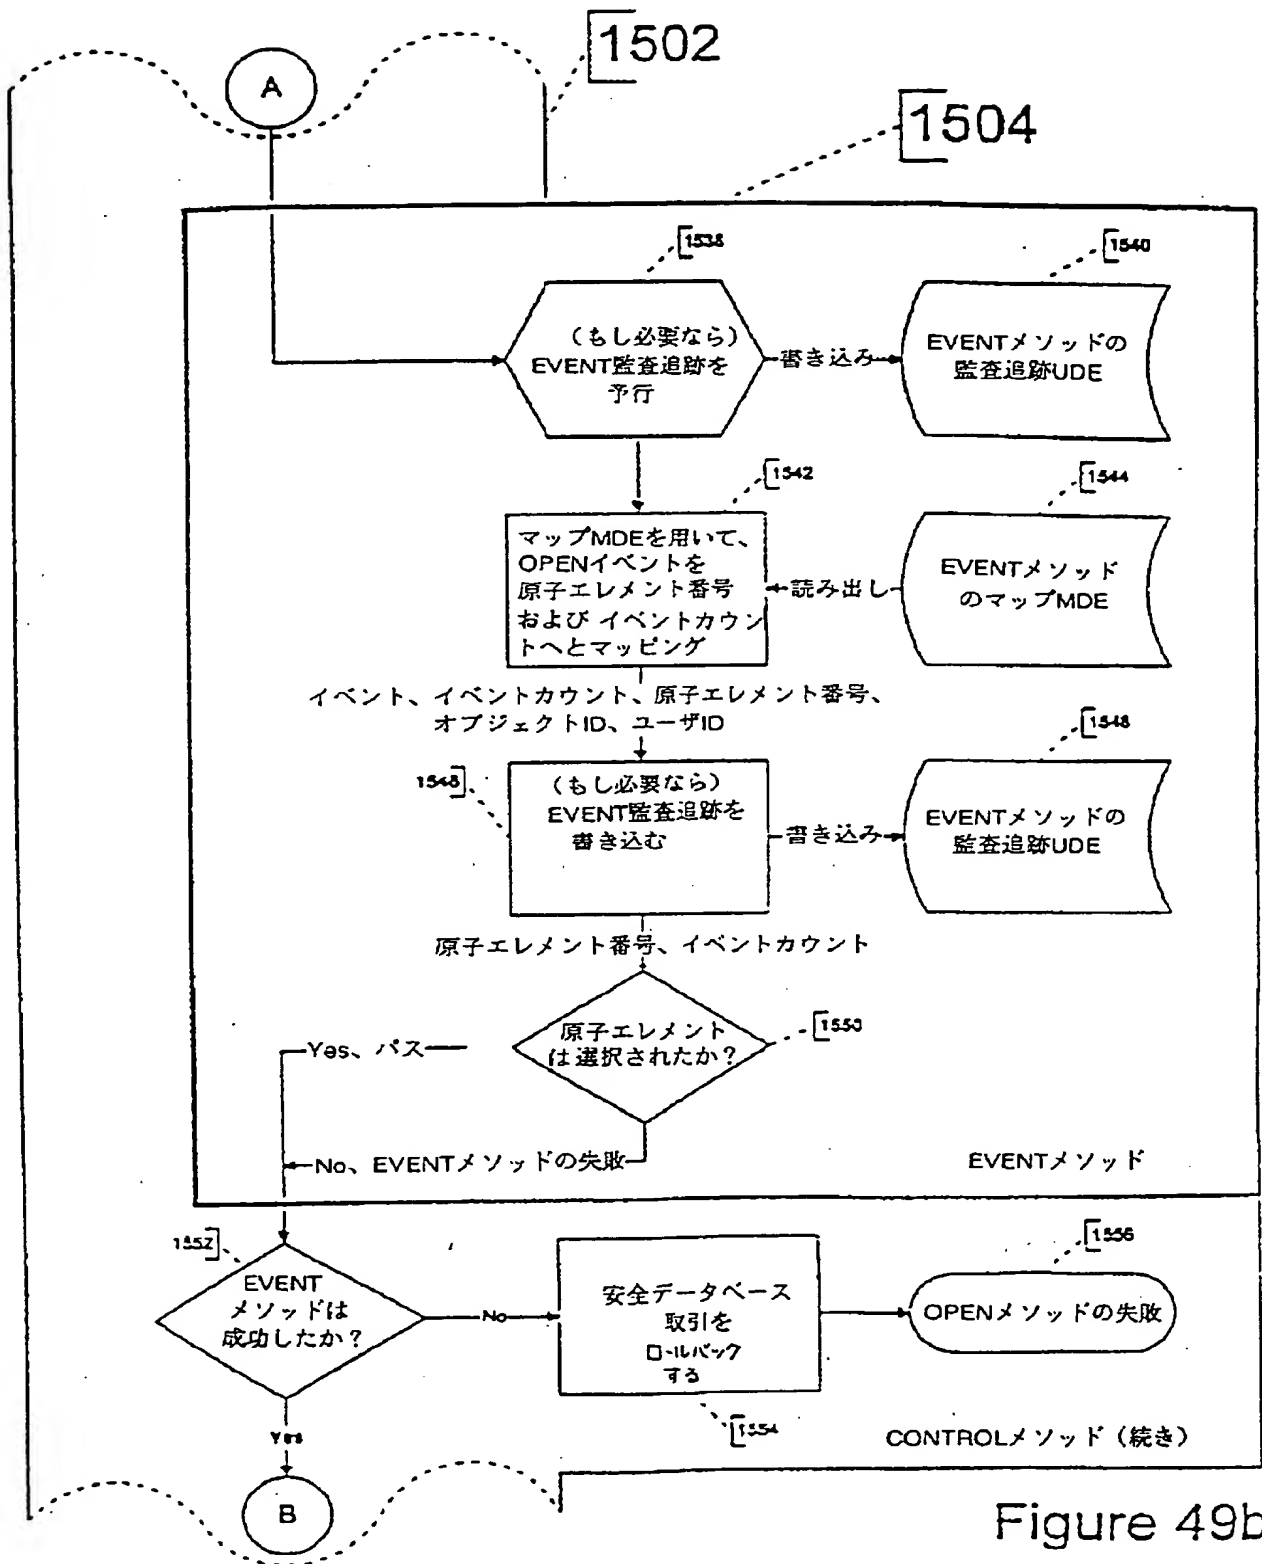 1502
A
1504
1538
1540
(もし必要なら)
EVENT監査追跡を
予行
書き込み
EVENTメソッドの
監査追跡UDE
1542
1544
マップMDEを用いて、
OPENイベントを
原子エレメント番号
および イベントカウン
トへとマッピング
読み出し
EVENTメソッド
のマップMDE
イベント、イベントカウント、原子エレメント番号、
オブジェクトID、ユーザID
1548
(もし必要なら)
EVENT監査追跡を
書き込む
書き込み
EVENTメソッドの
監査追跡UDE
原子エレメント番号、イベントカウント
原子エレメント
は選択されたか?
1550
Yes、パス
No、EVENTメソッドの失敗
EVENTメソッド
1552
EVENT
メソッドは
成功したか?
No
安全データベース
取引を
ロールバック
する
1556
OPENメソッドの失敗
Yes
1554
CONTROLメソッド(続き)
B
Figure 49b